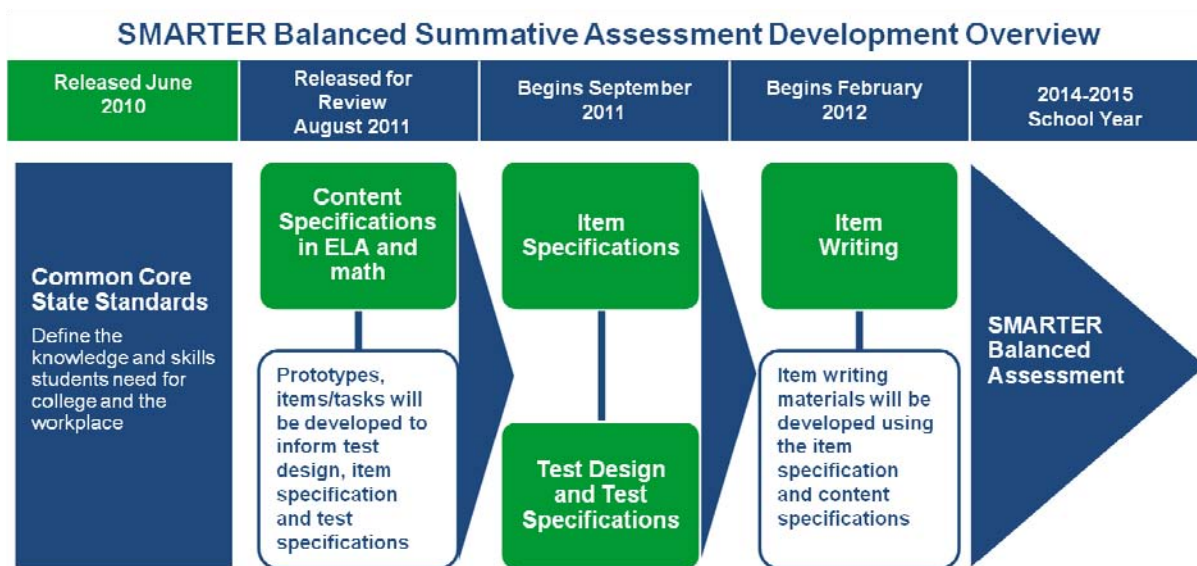 SMARTER Balanced Summative Assessment Development Overview
Released June
2010
Released for
Review
August 2011
Begins September
2011
Begins February
2012
2014-2015
School Year
Common Core
State Standards
Define the
knowledge and skills
students need for
college and the
workplace
Content
Specifications
in ELA and
math
Prototypes,
items/tasks will
be developed to
inform test
design, item
specification
and test
specifications
Item
Specifications
Test Design
and Test
Specifications
Item
Writing
Item writing
materials will be
developed using
the item
specification
and content
specifications
SMARTER
Balanced
Assessment